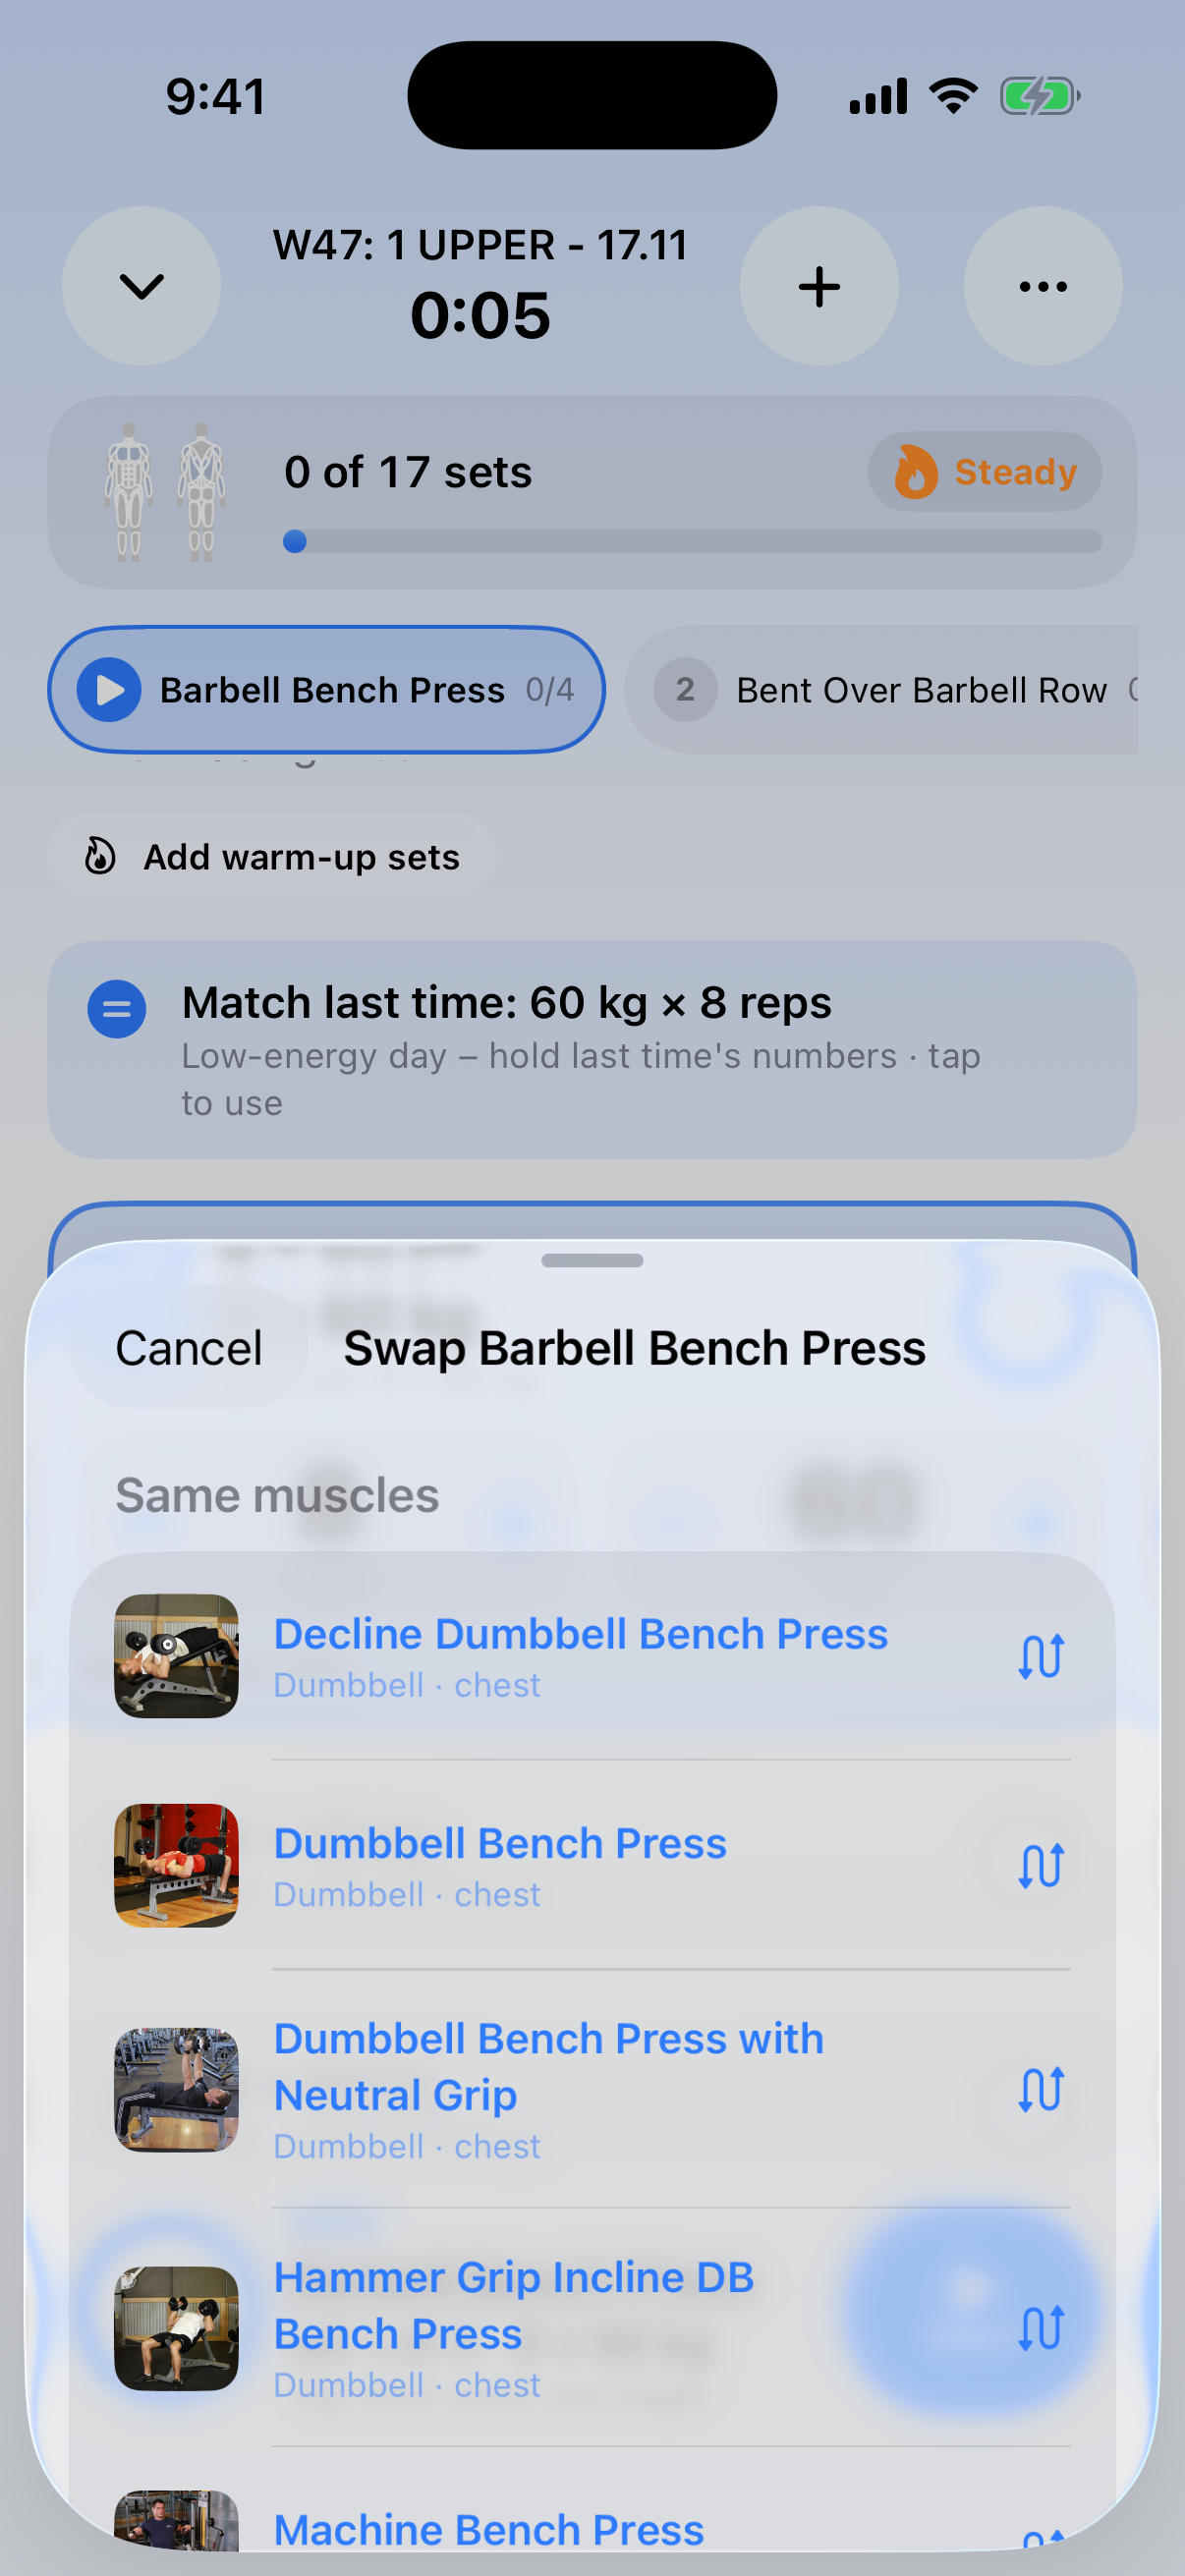 9:41
W47: 1 UPPER - 17.11
0:05
0 of 17 sets
Steady
Barbell Bench Press 0/4
2 Bent Over Barbell Row
Add warm-up sets
Match last time: 60 kg × 8 reps
Low-energy day – hold last time's numbers · tap
to use
Cancel
Swap Barbell Bench Press
Same muscles
8
60
Decline Dumbbell Bench Press
Dumbbell · chest
Dumbbell Bench Press
Dumbbell · chest
Dumbbell Bench Press with
Neutral Grip
Dumbbell · chest
Hammer Grip Incline DB
Bench Press
Dumbbell · chest
Machine Bench Press